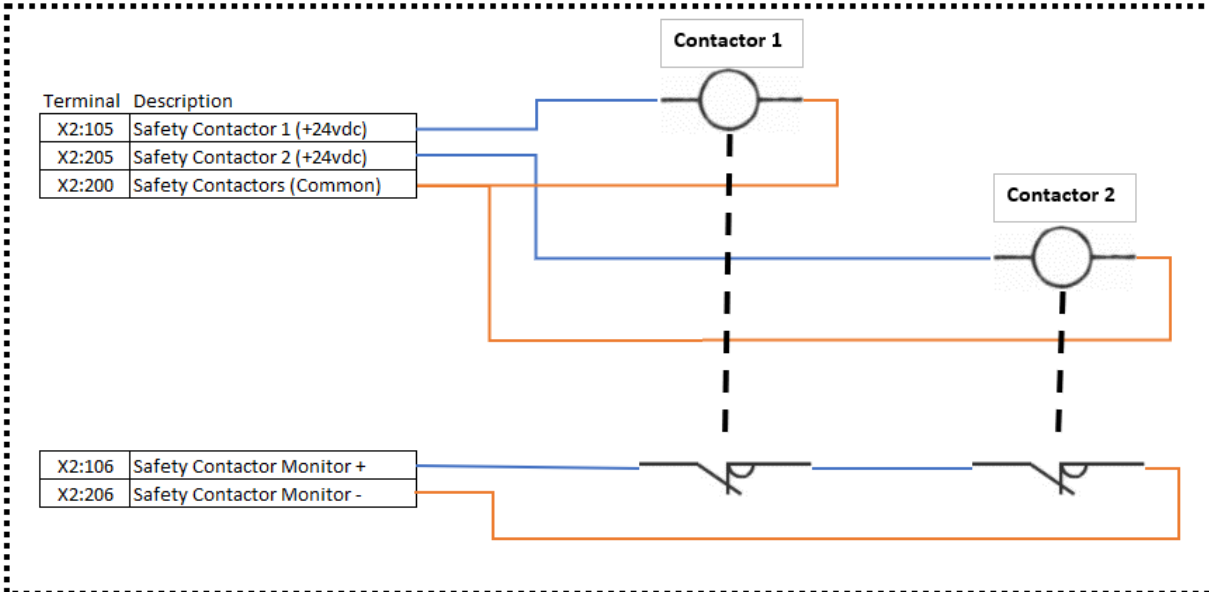 Contactor 1
Terminal Description
X2:105 Safety Contactor 1 (+24vdc)
X2:205 Safety Contactor 2 (+24vdc)
X2:200 Safety Contactors (Common)
Contactor 2
X2:106 Safety Contactor Monitor +
X2:206 Safety Contactor Monitor -